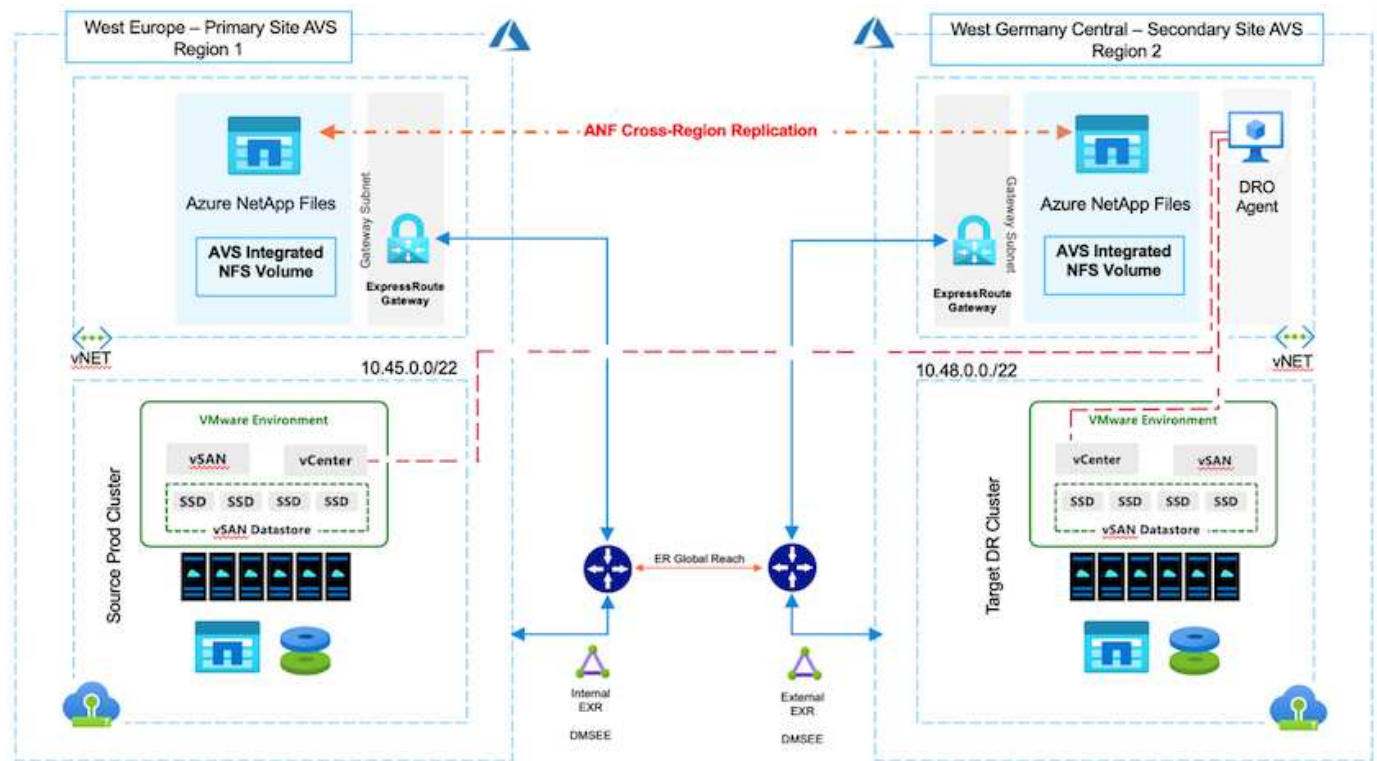 West Europe – Primary Site AVS
Region 1
West Germany Central – Secondary Site AVS
Region 2
ANF Cross-Region Replication
Azure NetApp Files
AVS Integrated
NFS Volume
Gateway Subnet
ExpressRoute
Gateway
Gateway Subnet
ExpressRoute
Gateway
Azure NetApp Files
AVS Integrated
NFS Volume
DRO
Agent
vNET
10.45.0.0/22
10.48.0.0./22
vNET
Source Prod Cluster
VMware Environment
vSAN
vCenter
SSD SSD SSD SSD
vSAN Datastore
ER Global Reach
Internal
EXR
DMSEE
External
EXR
DMSEE
Target DR Cluster
VMware Environment
vCenter
vSAN
SSD SSD SSD SSD
vSAN Datastore